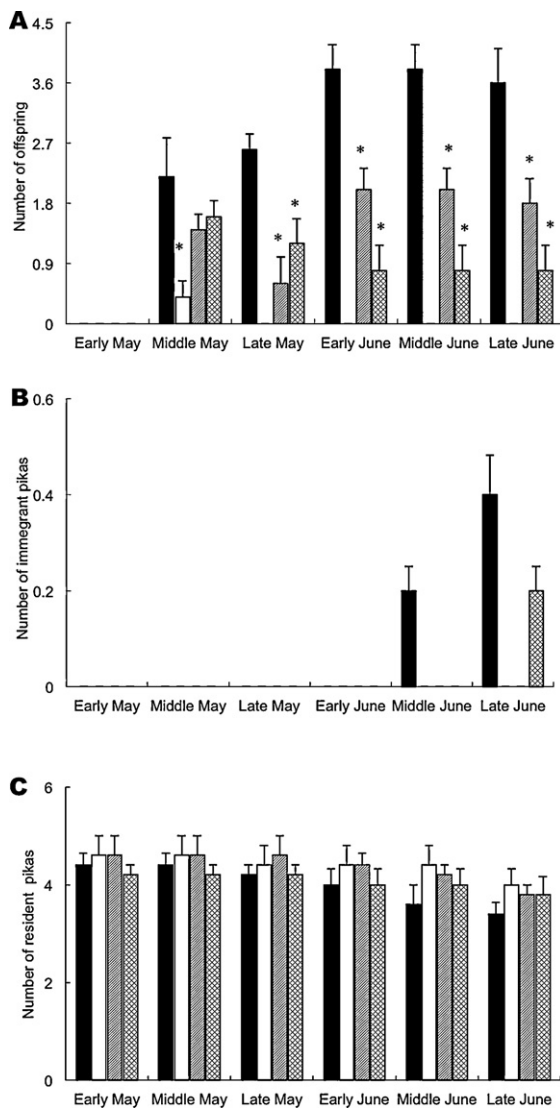 A
Number of offspring
4.5
3.6
2.7
1.8
0.9
0
* * * * * * * * *
Early May Middle May Late May Early June Middle June Late June
B
Number of immegrant pikas
0.6
0.4
0.2
0
Early May Middle May Late May Early June Middle June Late June
C
Number of resident pikas
6
4
2
0
Early May Middle May Late May Early June Middle June Late June